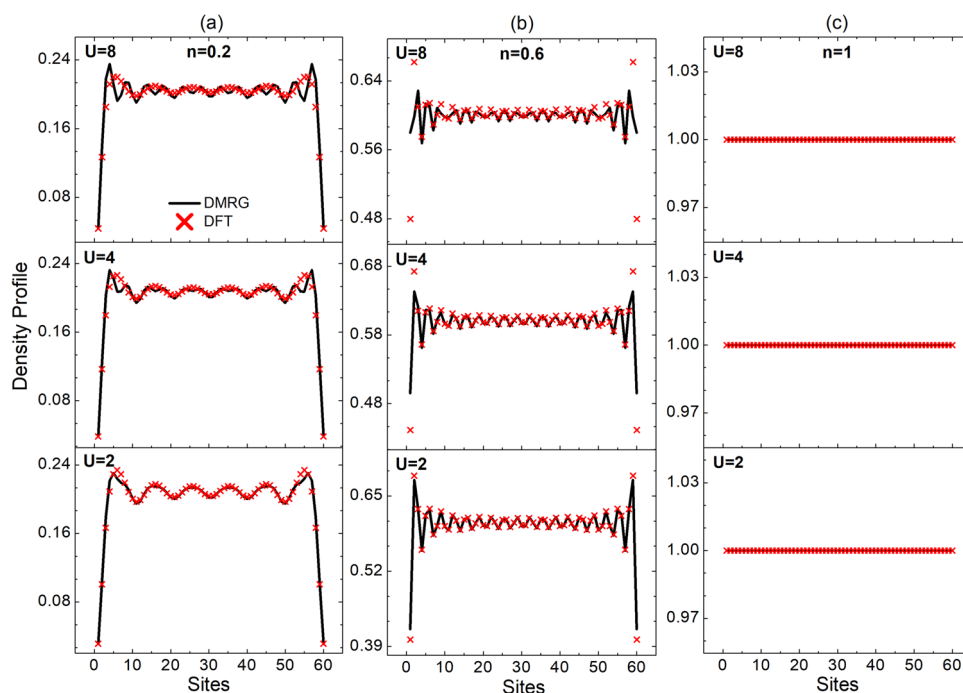 (a)
(b)
(c)
U=8 n=0.2
U=8 n=0.6
U=8 n=1
0.24
0.16
0.08
DMRG
DFT
0.64
0.56
0.48
1.03
1.00
0.97
U=4
U=4
U=4
0.24
0.16
0.08
0.68
0.58
0.48
1.03
1.00
0.97
Density Profile
U=2
U=2
U=2
0.24
0.16
0.08
0.65
0.52
0.39
1.03
1.00
0.97
0 10 20 30 40 50 60
0 10 20 30 40 50 60
0 10 20 30 40 50 60
Sites
Sites
Sites